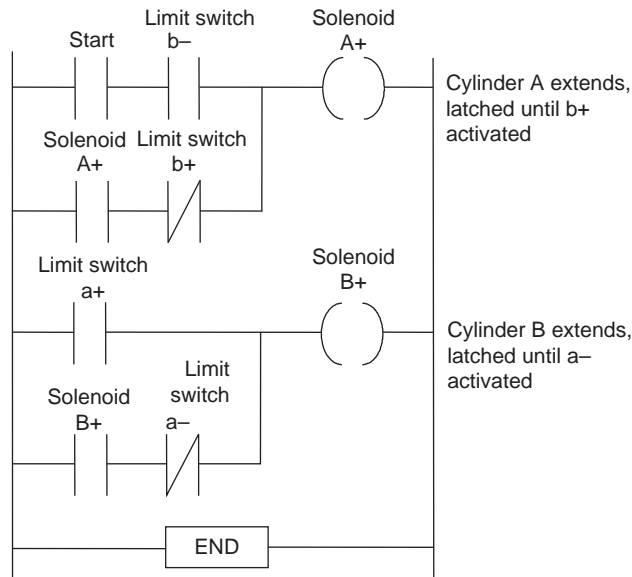 Start
Limit switch
b–
Solenoid
A+
Cylinder A extends,
latched until b+
activated
Solenoid
A+
Limit switch
b+
Limit switch
a+
Solenoid
B+
Cylinder B extends,
latched until a–
activated
Solenoid
B+
Limit
switch
a–
END